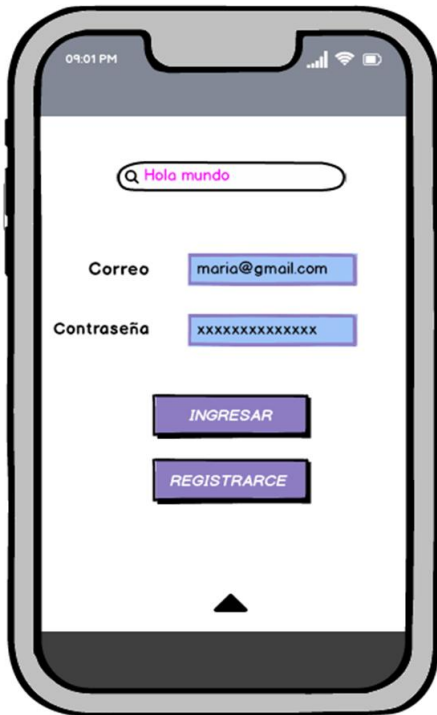 09:01 PM
Hola mundo
Correo
maria@gmail.com
Contraseña
xxxxxxxxxxxxxx
INGRESAR
REGISTRARCE